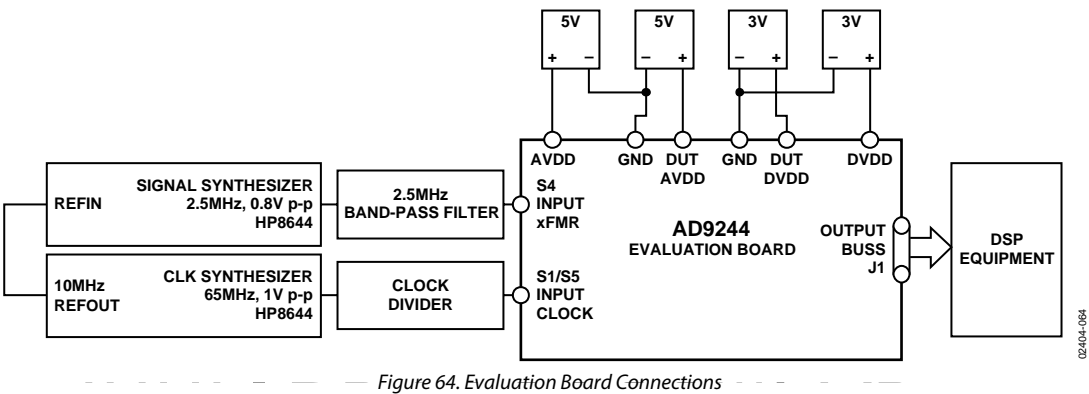 5V
+ –
5V
– +
3V
– +
3V
– +
AVDD
GND
DUT
AVDD
GND
DUT
DVDD
DVDD
REFIN
SIGNAL SYNTHESIZER
2.5MHz, 0.8V p-p
HP8644
2.5MHz
BAND-PASS FILTER
S4
INPUT
xFMR
10MHz
REFOUT
CLK SYNTHESIZER
65MHz, 1V p-p
HP8644
CLOCK
DIVIDER
S1/S5
INPUT
CLOCK
AD9244
EVALUATION BOARD
OUTPUT
BUSS
J1
DSP
EQUIPMENT
02404-064
Figure 64. Evaluation Board Connections